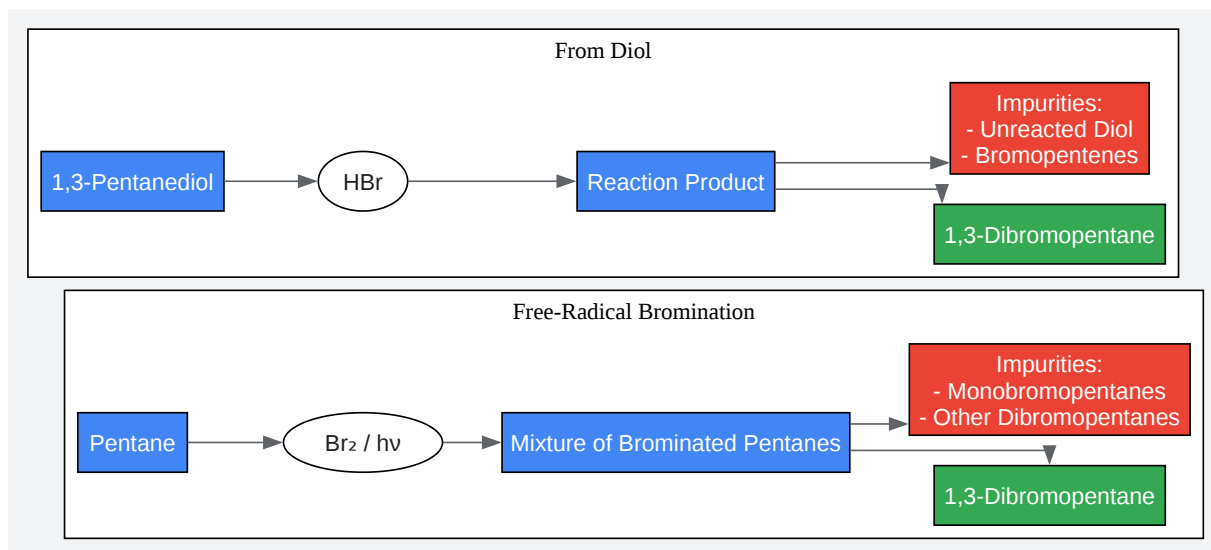 From Diol
1,3-Pentanediol
HBr
Reaction Product
Impurities:
- Unreacted Diol
- Bromopentenes
1,3-Dibromopentane
Free-Radical Bromination
Pentane
Br₂ / hν
Mixture of Brominated Pentanes
Impurities:
- Monobromopentanes
- Other Dibromopentanes
1,3-Dibromopentane